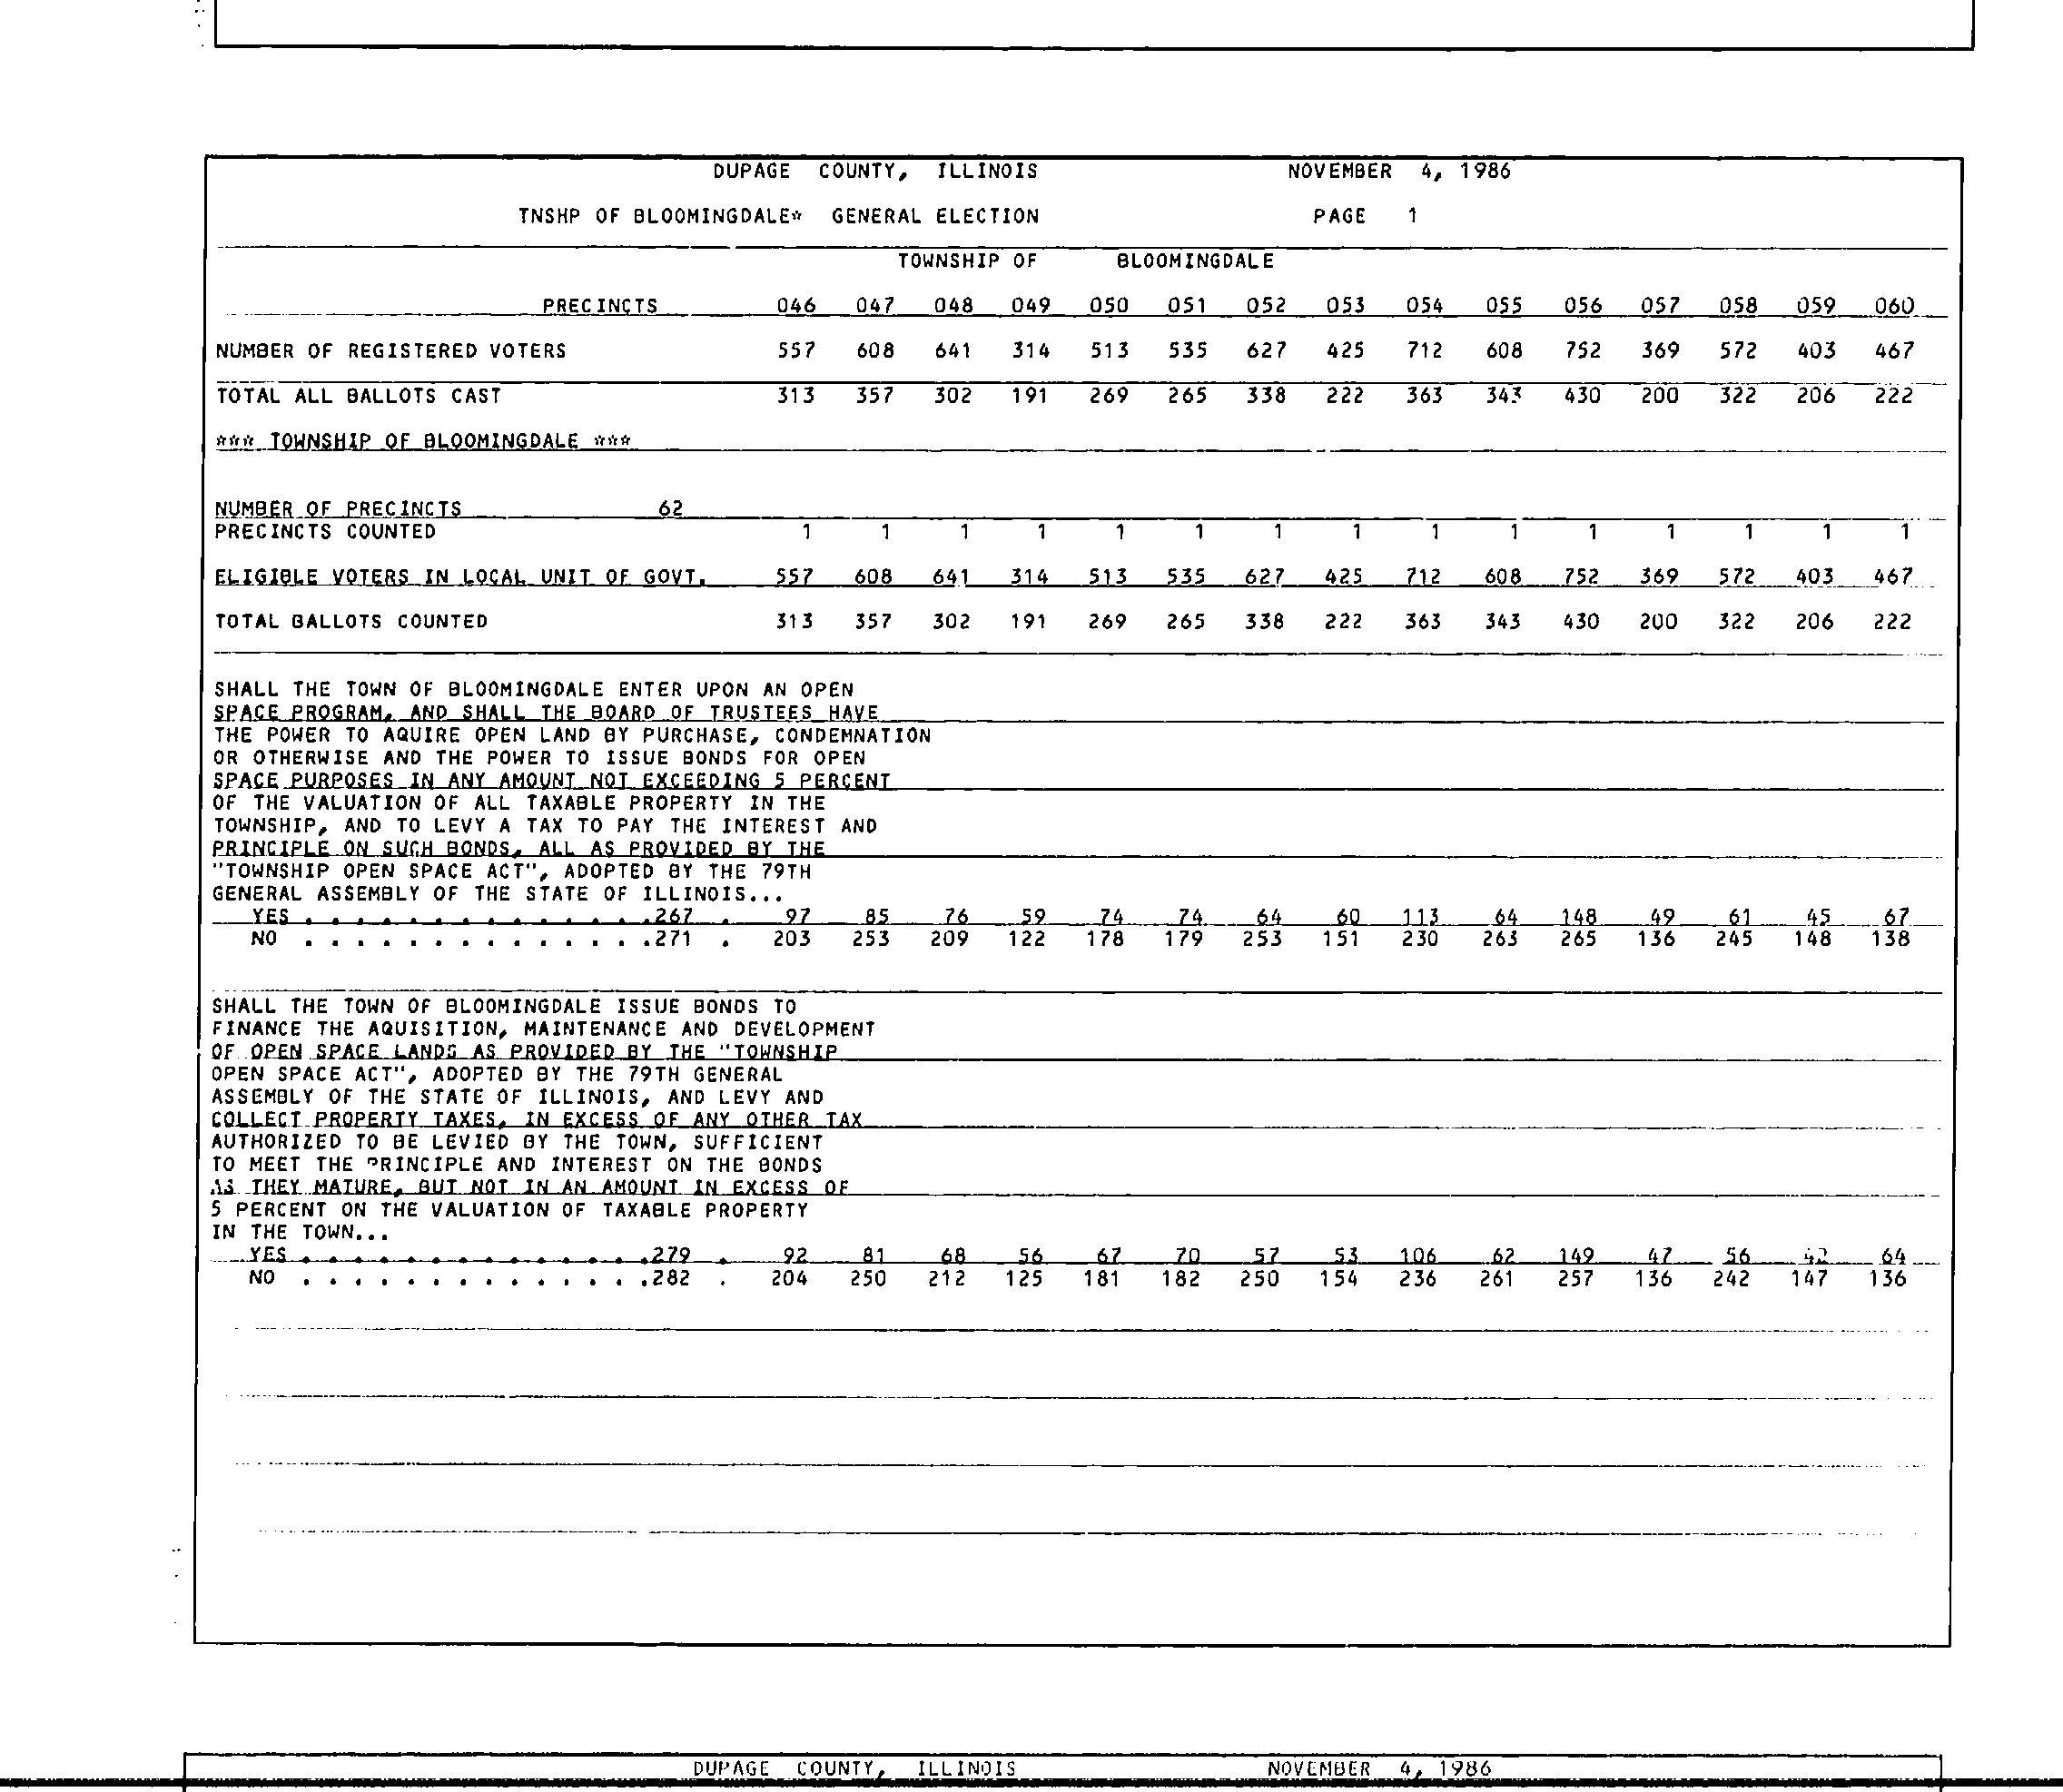 DUPAGE COUNTY, ILLINOIS NOVEMBER 4, 1986
TNSHP OF BLOOMINGDALE* GENERAL ELECTION PAGE 1
TOWNSHIP OF BLOOMINGDALE
PRECINCTS 046 047 048 049 050 051 052 053 054 055 056 057 058 059 060
NUMBER OF REGISTERED VOTERS 557 608 641 314 513 535 627 425 712 608 752 369 572 403 467
TOTAL ALL BALLOTS CAST 313 357 302 191 269 265 338 222 363 343 430 200 322 206 222
*** TOWNSHIP OF BLOOMINGDALE ***
NUMBER OF PRECINCTS 62
PRECINCTS COUNTED 1 1 1 1 1 1 1 1 1 1 1 1 1 1 1
ELIGIBLE VOTERS IN LOCAL UNIT OF GOVT. 557 608 641 314 513 535 627 425 712 608 752 369 572 403 467
TOTAL BALLOTS COUNTED 313 357 302 191 269 265 338 222 363 343 430 200 322 206 222
SHALL THE TOWN OF BLOOMINGDALE ENTER UPON AN OPEN
SPACE PROGRAM, AND SHALL THE BOARD OF TRUSTEES HAVE
THE POWER TO AQUIRE OPEN LAND BY PURCHASE, CONDEMNATION
OR OTHERWISE AND THE POWER TO ISSUE BONDS FOR OPEN
SPACE PURPOSES IN ANY AMOUNT NOT EXCEEDING 5 PERCENT
OF THE VALUATION OF ALL TAXABLE PROPERTY IN THE
TOWNSHIP, AND TO LEVY A TAX TO PAY THE INTEREST AND
PRINCIPLE ON SUCH BONDS, ALL AS PROVIDED BY THE
"TOWNSHIP OPEN SPACE ACT", ADOPTED BY THE 79TH
GENERAL ASSEMBLY OF THE STATE OF ILLINOIS...
YES . . . . . . . . . . . . . .267 . 97 85 76 59 74 74 64 60 113 64 148 49 61 45 67
NO . . . . . . . . . . . . . .271 . 203 253 209 122 178 179 253 151 230 263 265 136 245 148 138
SHALL THE TOWN OF BLOOMINGDALE ISSUE BONDS TO
FINANCE THE AQUISITION, MAINTENANCE AND DEVELOPMENT
OF OPEN SPACE LANDS AS PROVIDED BY THE "TOWNSHIP
OPEN SPACE ACT", ADOPTED BY THE 79TH GENERAL
ASSEMBLY OF THE STATE OF ILLINOIS, AND LEVY AND
COLLECT PROPERTY TAXES, IN EXCESS OF ANY OTHER TAX
AUTHORIZED TO BE LEVIED BY THE TOWN, SUFFICIENT
TO MEET THE PRINCIPLE AND INTEREST ON THE BONDS
AS THEY MATURE, BUT NOT IN AN AMOUNT IN EXCESS OF
5 PERCENT ON THE VALUATION OF TAXABLE PROPERTY
IN THE TOWN...
YES . . . . . . . . . . . . . .279 . 92 81 68 56 67 70 57 53 106 62 149 47 56 64
NO . . . . . . . . . . . . . .282 . 204 250 212 125 181 182 250 154 236 261 257 136 242 147 136
DUPAGE COUNTY, ILLINOIS NOVEMBER 4, 1986